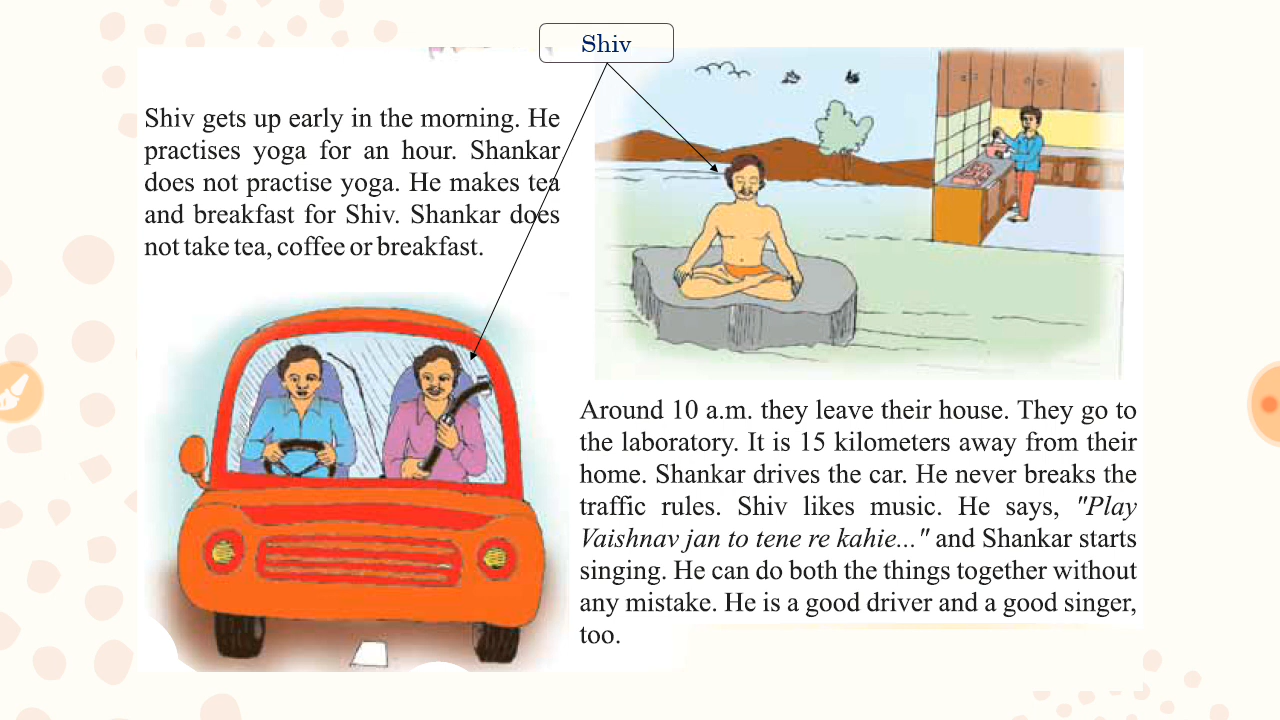 Shiv
Shiv gets up early in the morning. He
practises yoga for an hour. Shankar
does not practise yoga. He makes tea
and breakfast for Shiv. Shankar does
not take tea, coffee or breakfast.
Around 10 a.m. they leave their house. They go to
the laboratory. It is 15 kilometers away from their
home. Shankar drives the car. He never breaks the
traffic rules. Shiv likes music. He says, "Play
Vaishnav jan to tene re kahie..." and Shankar starts
singing. He can do both the things together without
any mistake. He is a good driver and a good singer,
too.